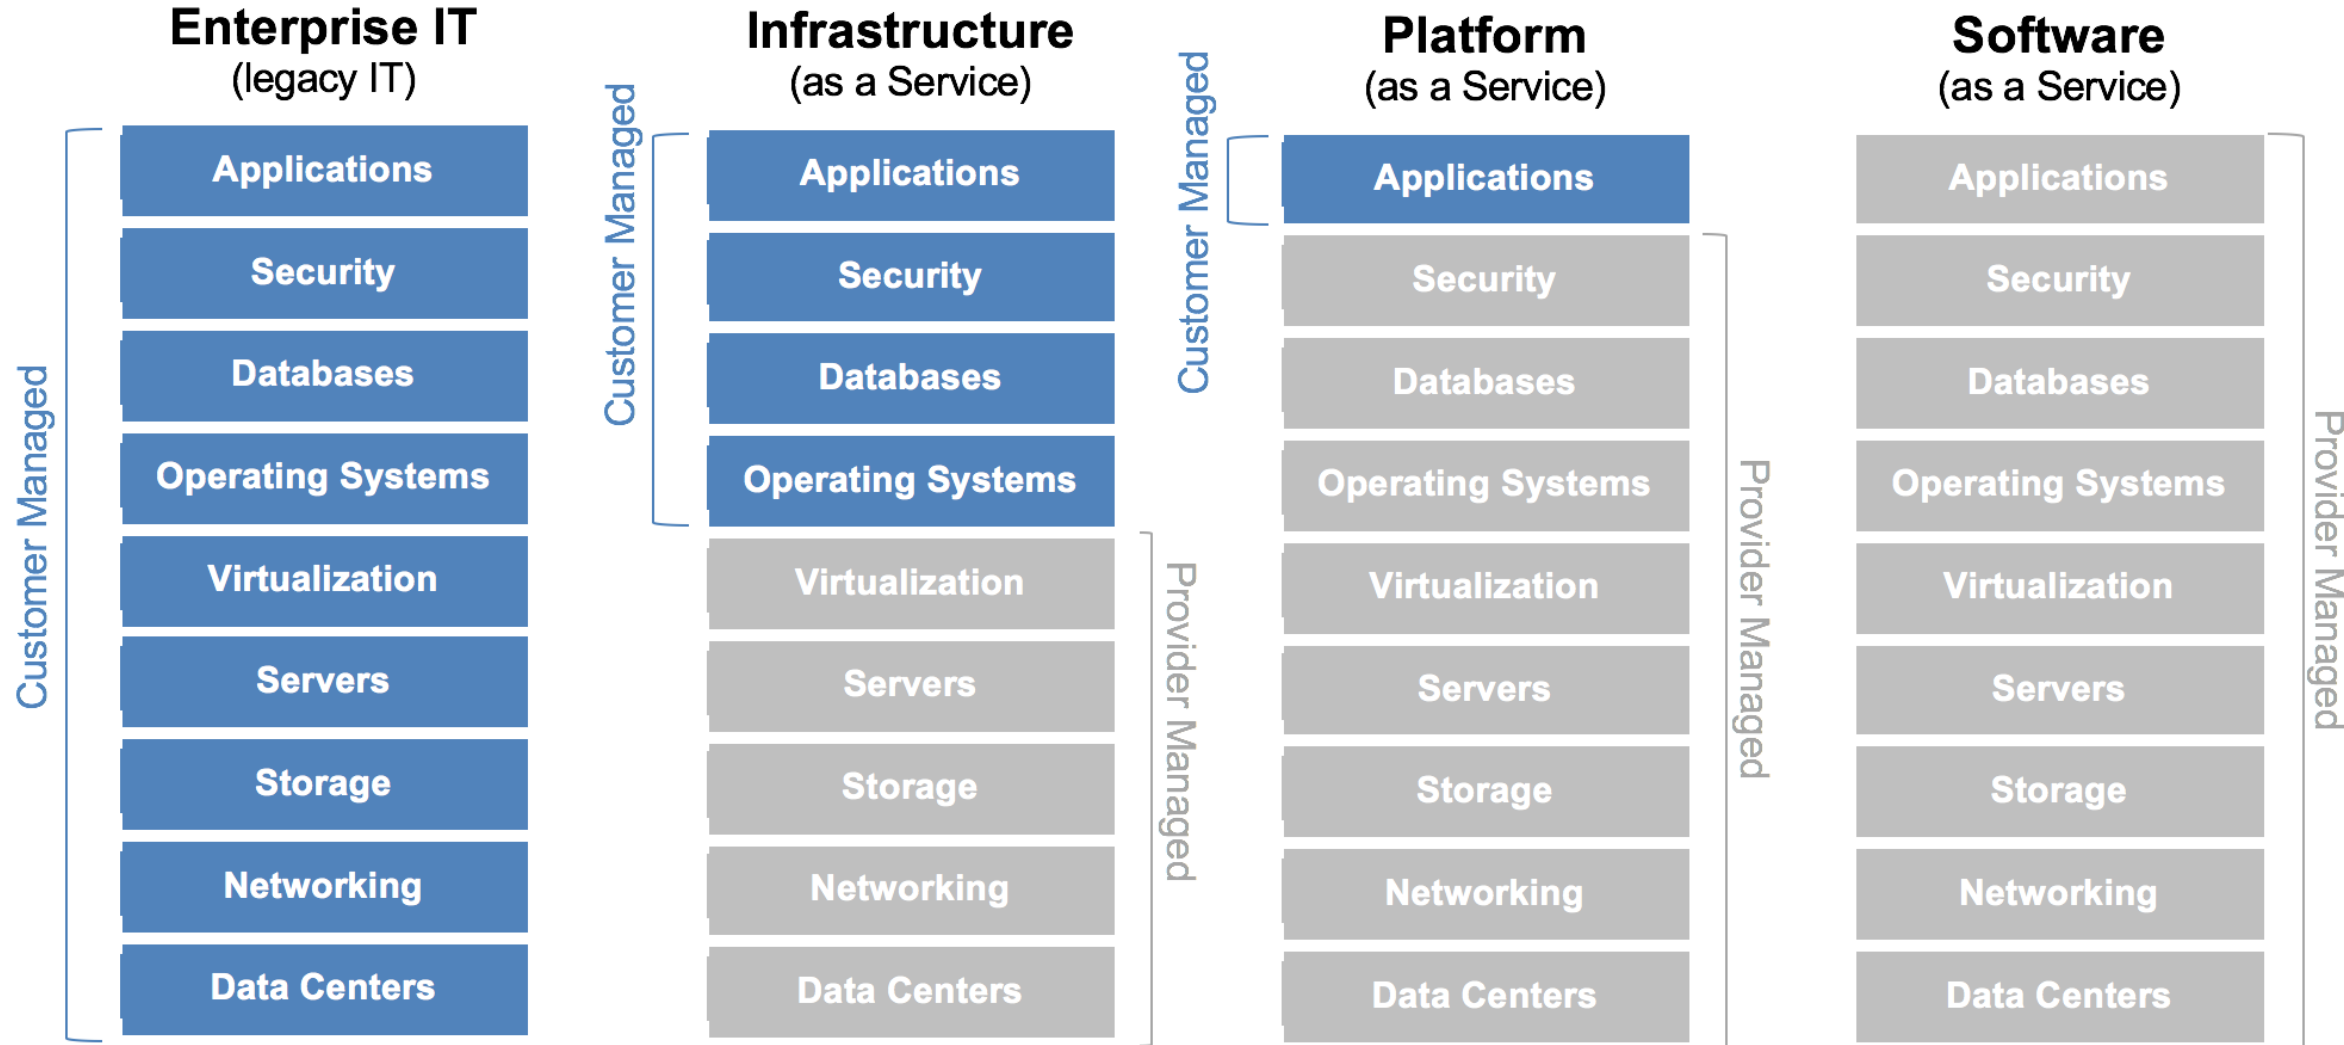 Enterprise IT
(legacy IT)
Customer Managed
Applications
Security
Databases
Operating Systems
Virtualization
Servers
Storage
Networking
Data Centers
Infrastructure
(as a Service)
Customer Managed
Applications
Security
Databases
Operating Systems
Virtualization
Servers
Storage
Networking
Data Centers
Provider Managed
Platform
(as a Service)
Customer Managed
Applications
Security
Databases
Operating Systems
Virtualization
Servers
Storage
Networking
Data Centers
Provider Managed
Software
(as a Service)
Applications
Security
Databases
Operating Systems
Virtualization
Servers
Storage
Networking
Data Centers
Provider Managed